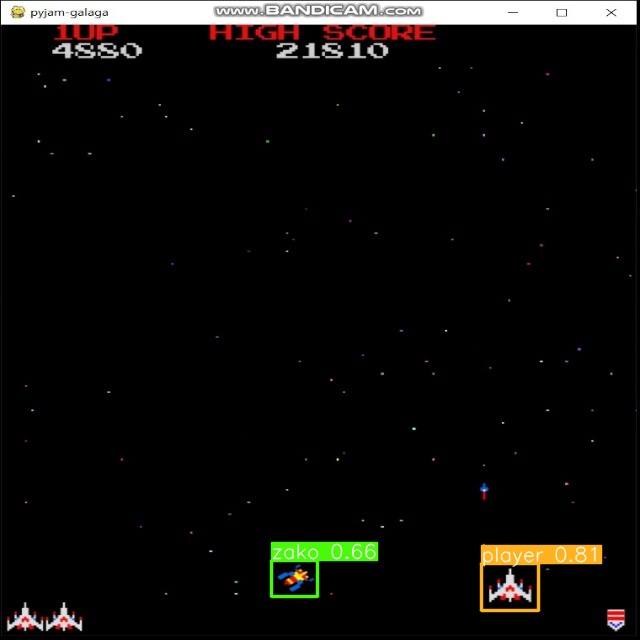 pyjam-galaga
www.BANDICAM.com
1UP HIGH SCORE
4880 21810
zako 0.66
player 0.81